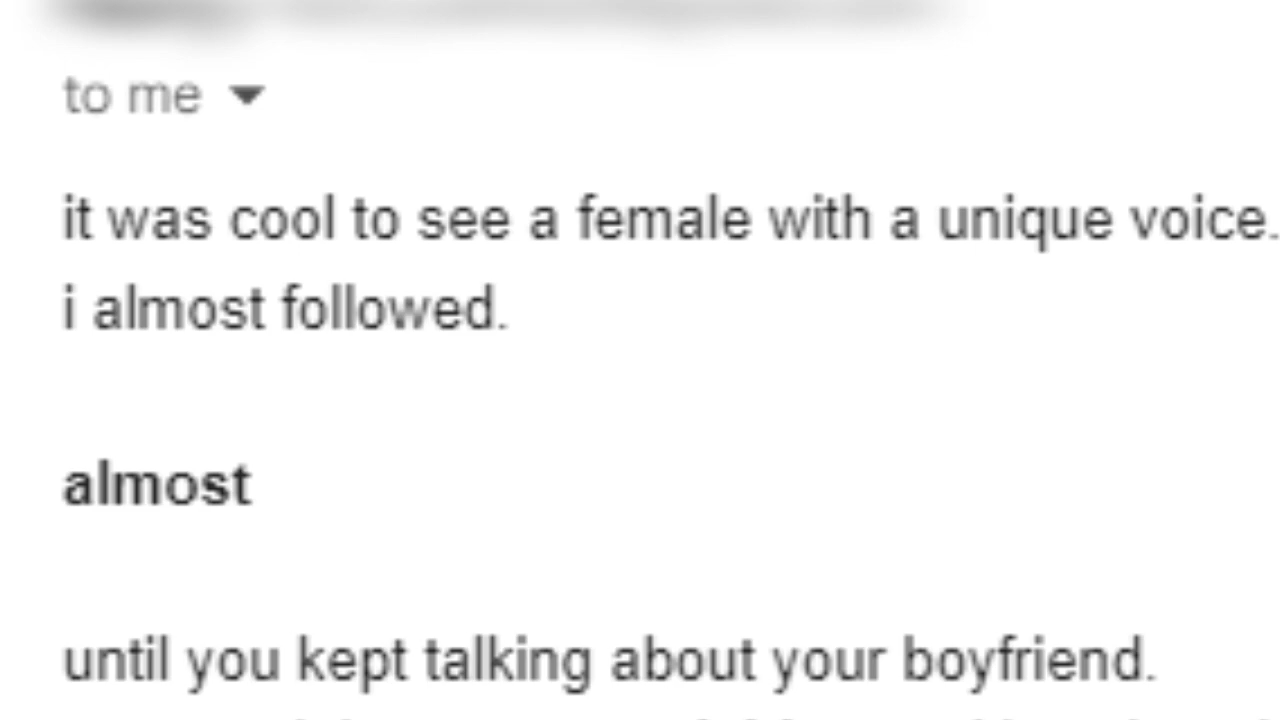 to me
it was cool to see a female with a unique voice.
i almost followed.
almost
until you kept talking about your boyfriend.